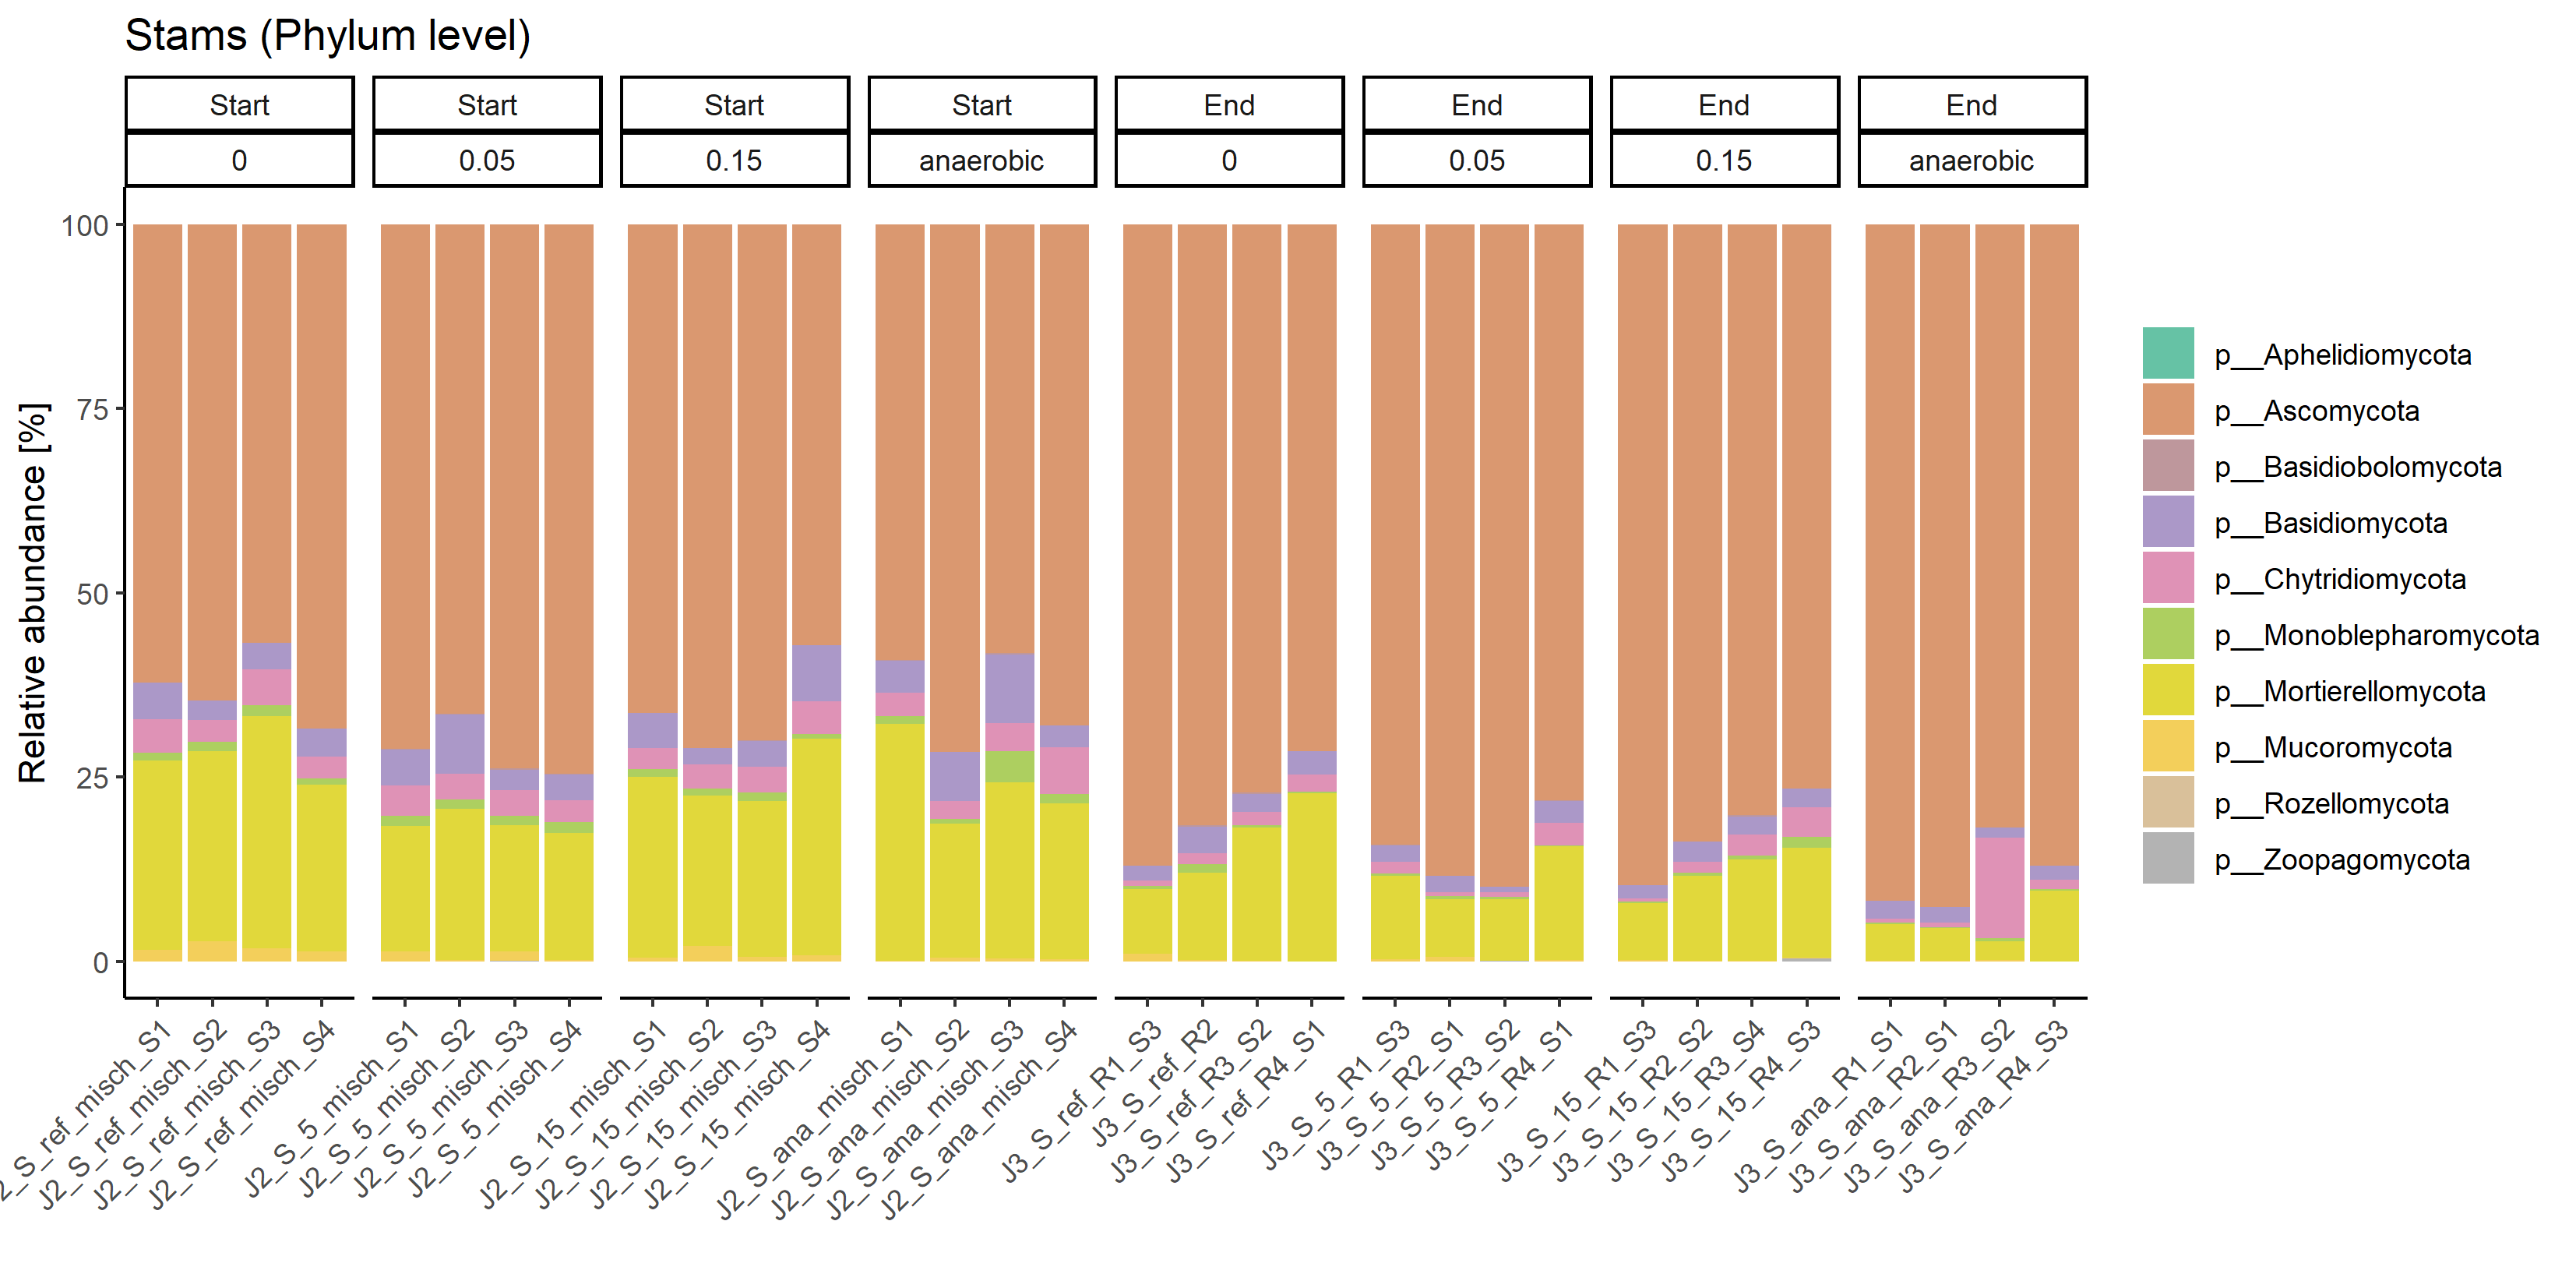 Stams (Phylum level)
Start Start Start Start End End End End
0 0.05 0.15 anaerobic 0 0.05 0.15 anaerobic
Relative abundance [%]
100
75
50
25
0
p__Aphelidiomycota
p__Ascomycota
p__Basidiobolomycota
p__Basidiomycota
p__Chytridiomycota
p__Monoblepharomycota
p__Mortierellomycota
p__Mucoromycota
p__Rozellomycota
p__Zoopagomycota
2_S_ref_misch_S1
J2_S_ref_misch_S2
J2_S_ref_misch_S3
J2_S_ref_misch_S4
J2_S_5_misch_S1
J2_S_5_misch_S2
J2_S_5_misch_S3
J2_S_5_misch_S4
J2_S_15_misch_S1
J2_S_15_misch_S2
J2_S_15_misch_S3
J2_S_15_misch_S4
J2_S_ana_misch_S1
J2_S_ana_misch_S2
J2_S_ana_misch_S3
J2_S_ana_misch_S4
J3_S_ref_R1_S3
J3_S_ref_R2
J3_S_ref_R3_S2
J3_S_ref_R4_S1
J3_S_5_R1_S3
J3_S_5_R2_S1
J3_S_5_R3_S2
J3_S_5_R4_S1
J3_S_15_R1_S3
J3_S_15_R2_S2
J3_S_15_R3_S4
J3_S_15_R4_S3
J3_S_ana_R1_S1
J3_S_ana_R2_S1
J3_S_ana_R3_S2
J3_S_ana_R4_S3